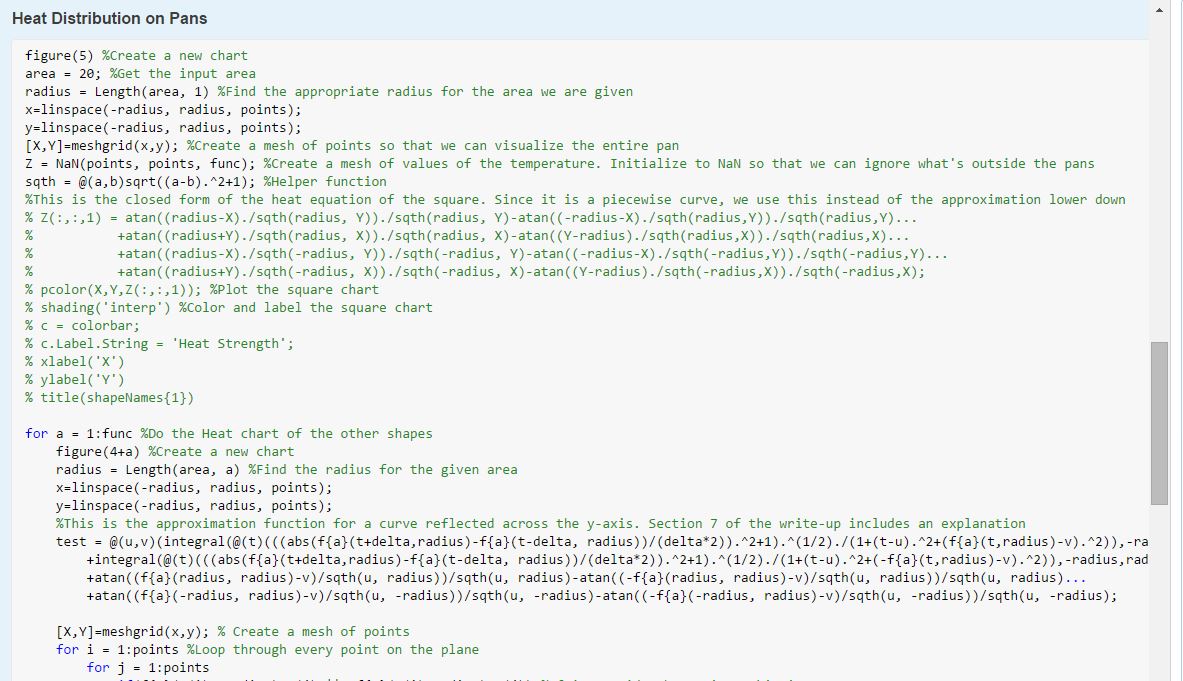 Heat Distribution on Pans
figure(5) %Create a new chart
area = 20; %Get the input area
radius = Length(area, 1) %Find the appropriate radius for the area we are given
x=linspace(-radius, radius, points);
y=linspace(-radius, radius, points);
[X,Y]=meshgrid(x,y); %Create a mesh of points so that we can visualize the entire pan
Z = NaN(points, points, func); %Create a mesh of values of the temperature. Initialize to NaN so that we can ignore what's outside the pans
sqth = @(a,b)sqrt((a-b).^2+1); %Helper function
%This is the closed form of the heat equation of the square. Since it is a piecewise curve, we use this instead of the approximation lower down
% Z(:,:,1) = atan((radius-X)./sqth(radius, Y))./sqth(radius, Y)-atan((-radius-X)./sqth(radius,Y))./sqth(radius,Y)...
%           +atan((radius+Y)./sqth(radius, X))./sqth(radius, X)-atan((Y-radius)./sqth(radius,X))./sqth(radius,X)...
%           +atan((radius-X)./sqth(-radius, Y))./sqth(-radius, Y)-atan((-radius-X)./sqth(-radius,Y))./sqth(-radius,Y)...
%           +atan((radius+Y)./sqth(-radius, X))./sqth(-radius, X)-atan((Y-radius)./sqth(-radius,X))./sqth(-radius,X);
% pcolor(X,Y,Z(:,:,1)); %Plot the square chart
% shading('interp') %Color and label the square chart
% c = colorbar;
% c.Label.String = 'Heat Strength';
% xlabel('X')
% ylabel('Y')
% title(shapeNames{1})
for a = 1:func %Do the Heat chart of the other shapes
    figure(4+a) %Create a new chart
    radius = Length(area, a) %Find the radius for the given area
    x=linspace(-radius, radius, points);
    y=linspace(-radius, radius, points);
    %This is the approximation function for a curve reflected across the y-axis. Section 7 of the write-up includes an explanation
    test = @(u,v)(integral(@(t)(((abs(f{a}(t+delta,radius)-f{a}(t-delta, radius))/(delta*2)).^2+1).^(1/2)./(1+(t-u).^2+(f{a}(t,radius)-v).^2)),-ra
        +integral(@(t)(((abs(f{a}(t+delta,radius)-f{a}(t-delta, radius))/(delta*2)).^2+1).^(1/2)./(1+(t-u).^2+(-f{a}(t,radius)-v).^2)),-radius,rad
        +atan((f{a}(radius, radius)-v)/sqth(u, radius))/sqth(u, radius)-atan((-f{a}(radius, radius)-v)/sqth(u, radius))/sqth(u, radius)...
        +atan((f{a}(-radius, radius)-v)/sqth(u, -radius))/sqth(u, -radius)-atan((-f{a}(-radius, radius)-v)/sqth(u, -radius))/sqth(u, -radius);
    [X,Y]=meshgrid(x,y); % Create a mesh of points
    for i = 1:points %Loop through every point on the plane
        for j = 1:points